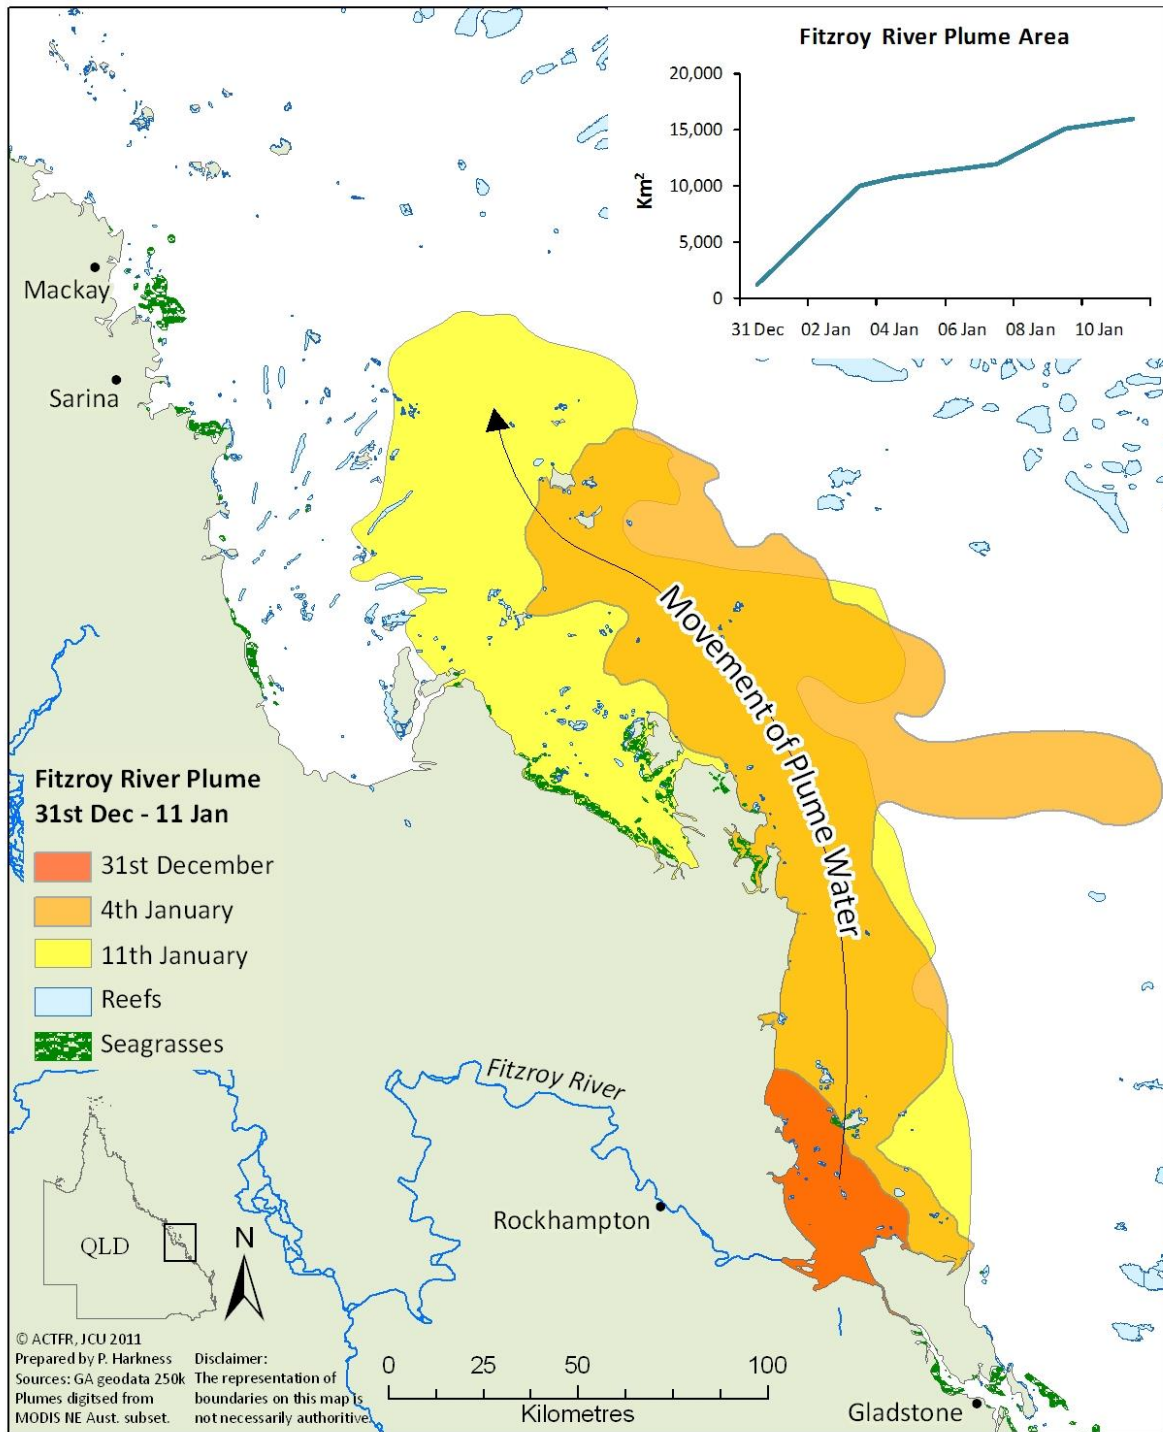 Fitzroy River Plume Area
20,000
15,000
10,000
5,000
0
Km²
31 Dec 02 Jan 04 Jan 06 Jan 08 Jan 10 Jan
Mackay
Sarina
Movement of Plume Water
Fitzroy River Plume
31st Dec - 11 Jan
31st December
4th January
11th January
Reefs
Seagrasses
Fitzroy River
Rockhampton
QLD
N
© ACTFR, JCU 2011
Prepared by P. Harkness
Sources: GA geodata 250k
Plumes digitsed from
MODIS NE Aust. subset.
Disclaimer:
The representation of
boundaries on this map is
not necessarily authoritive.
0 25 50 100
Kilometres
Gladstone